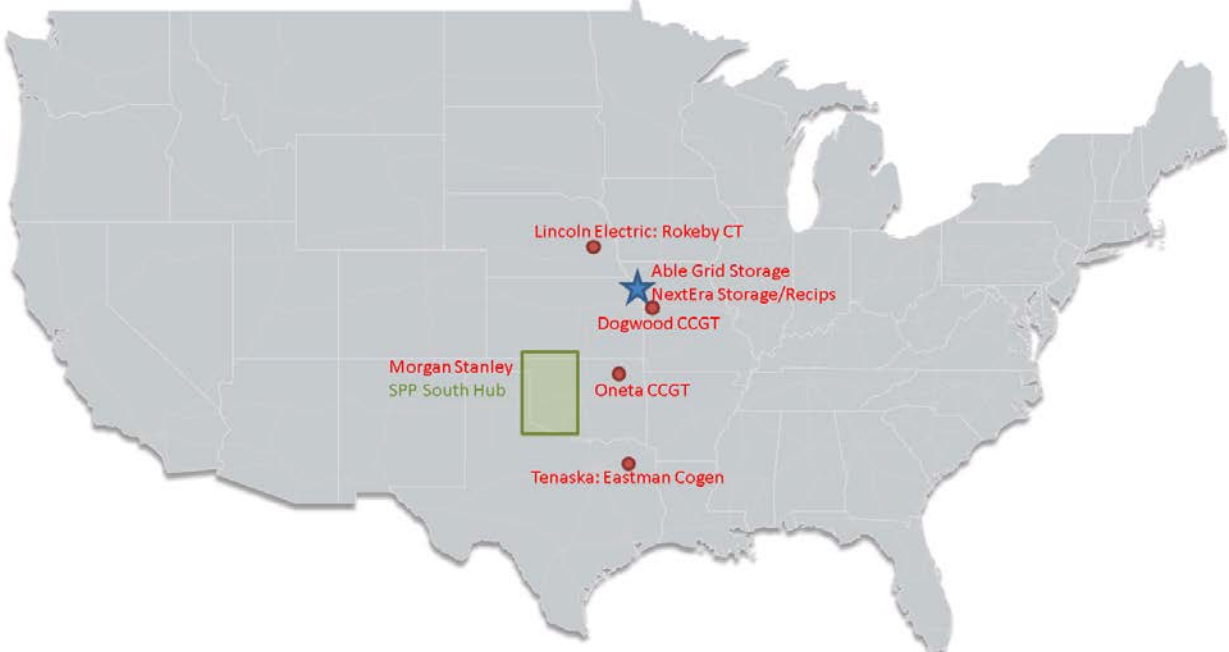 Lincoln Electric: Rokeby CT
Able Grid Storage
NextEra Storage/Recips
Dogwood CCGT
Morgan Stanley
SPP South Hub
Oneta CCGT
Tenaska: Eastman Cogen